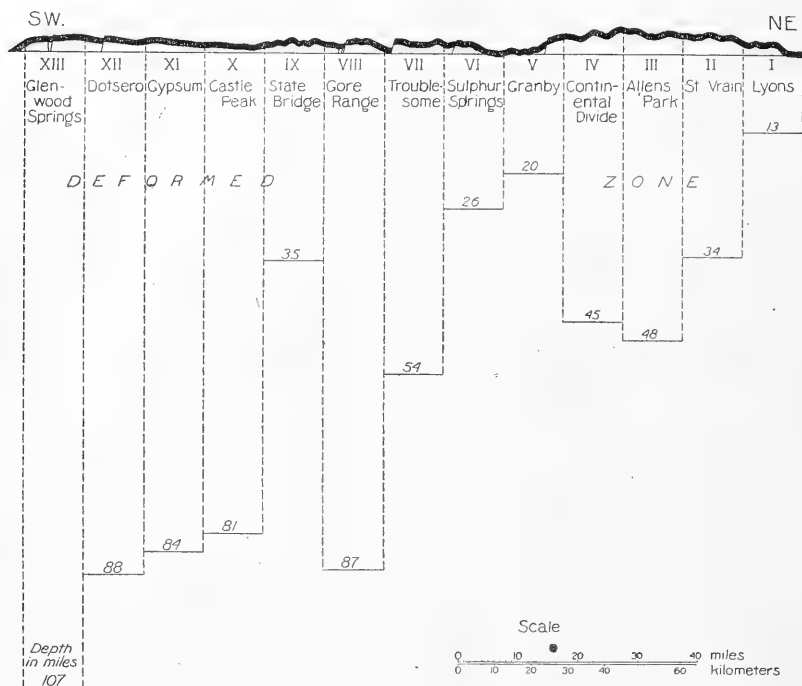 SW. NE
XIII XII XI X IX VIII VII VI V IV III II I
Glen-
wood
Springs
Dotsero
Gypsum
Castle
Peak
State
Bridge
Gore
Range
Trouble-
some
Sulphur
Springs
Granby
Contin-
ental
Divide
Allens
Park
St Vrain
Lyons
13
20
DEFORMED ZONE
26
34
35
45
48
54
81
84
87
88
Depth
in miles
107
Scale
0 10 20 30 40 miles
0 10 20 30 40 60 kilometers